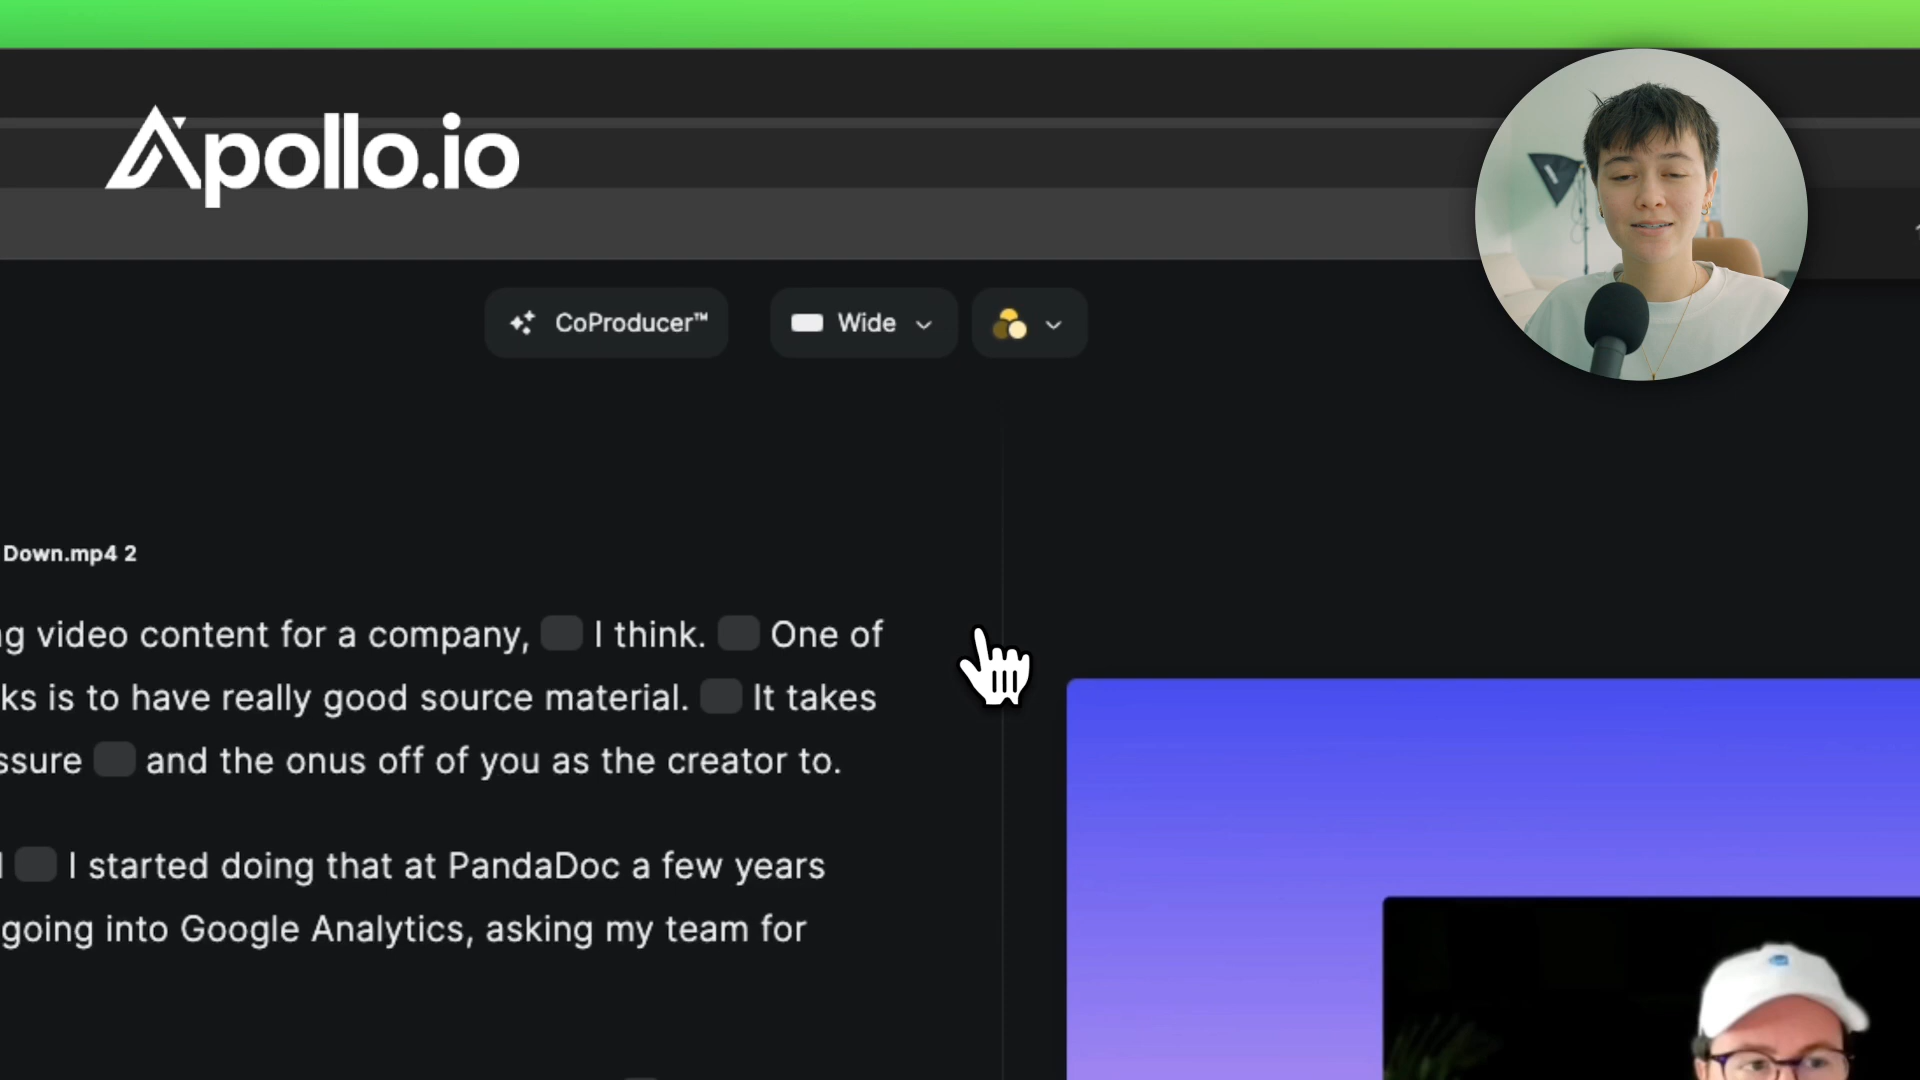 Apollo.io
CoProducer™
Wide
Down.mp4 2
ng video content for a company, I think. One of
ks is to have really good source material. It takes
ssure and the onus off of you as the creator to.
I started doing that at PandaDoc a few years
going into Google Analytics, asking my team for